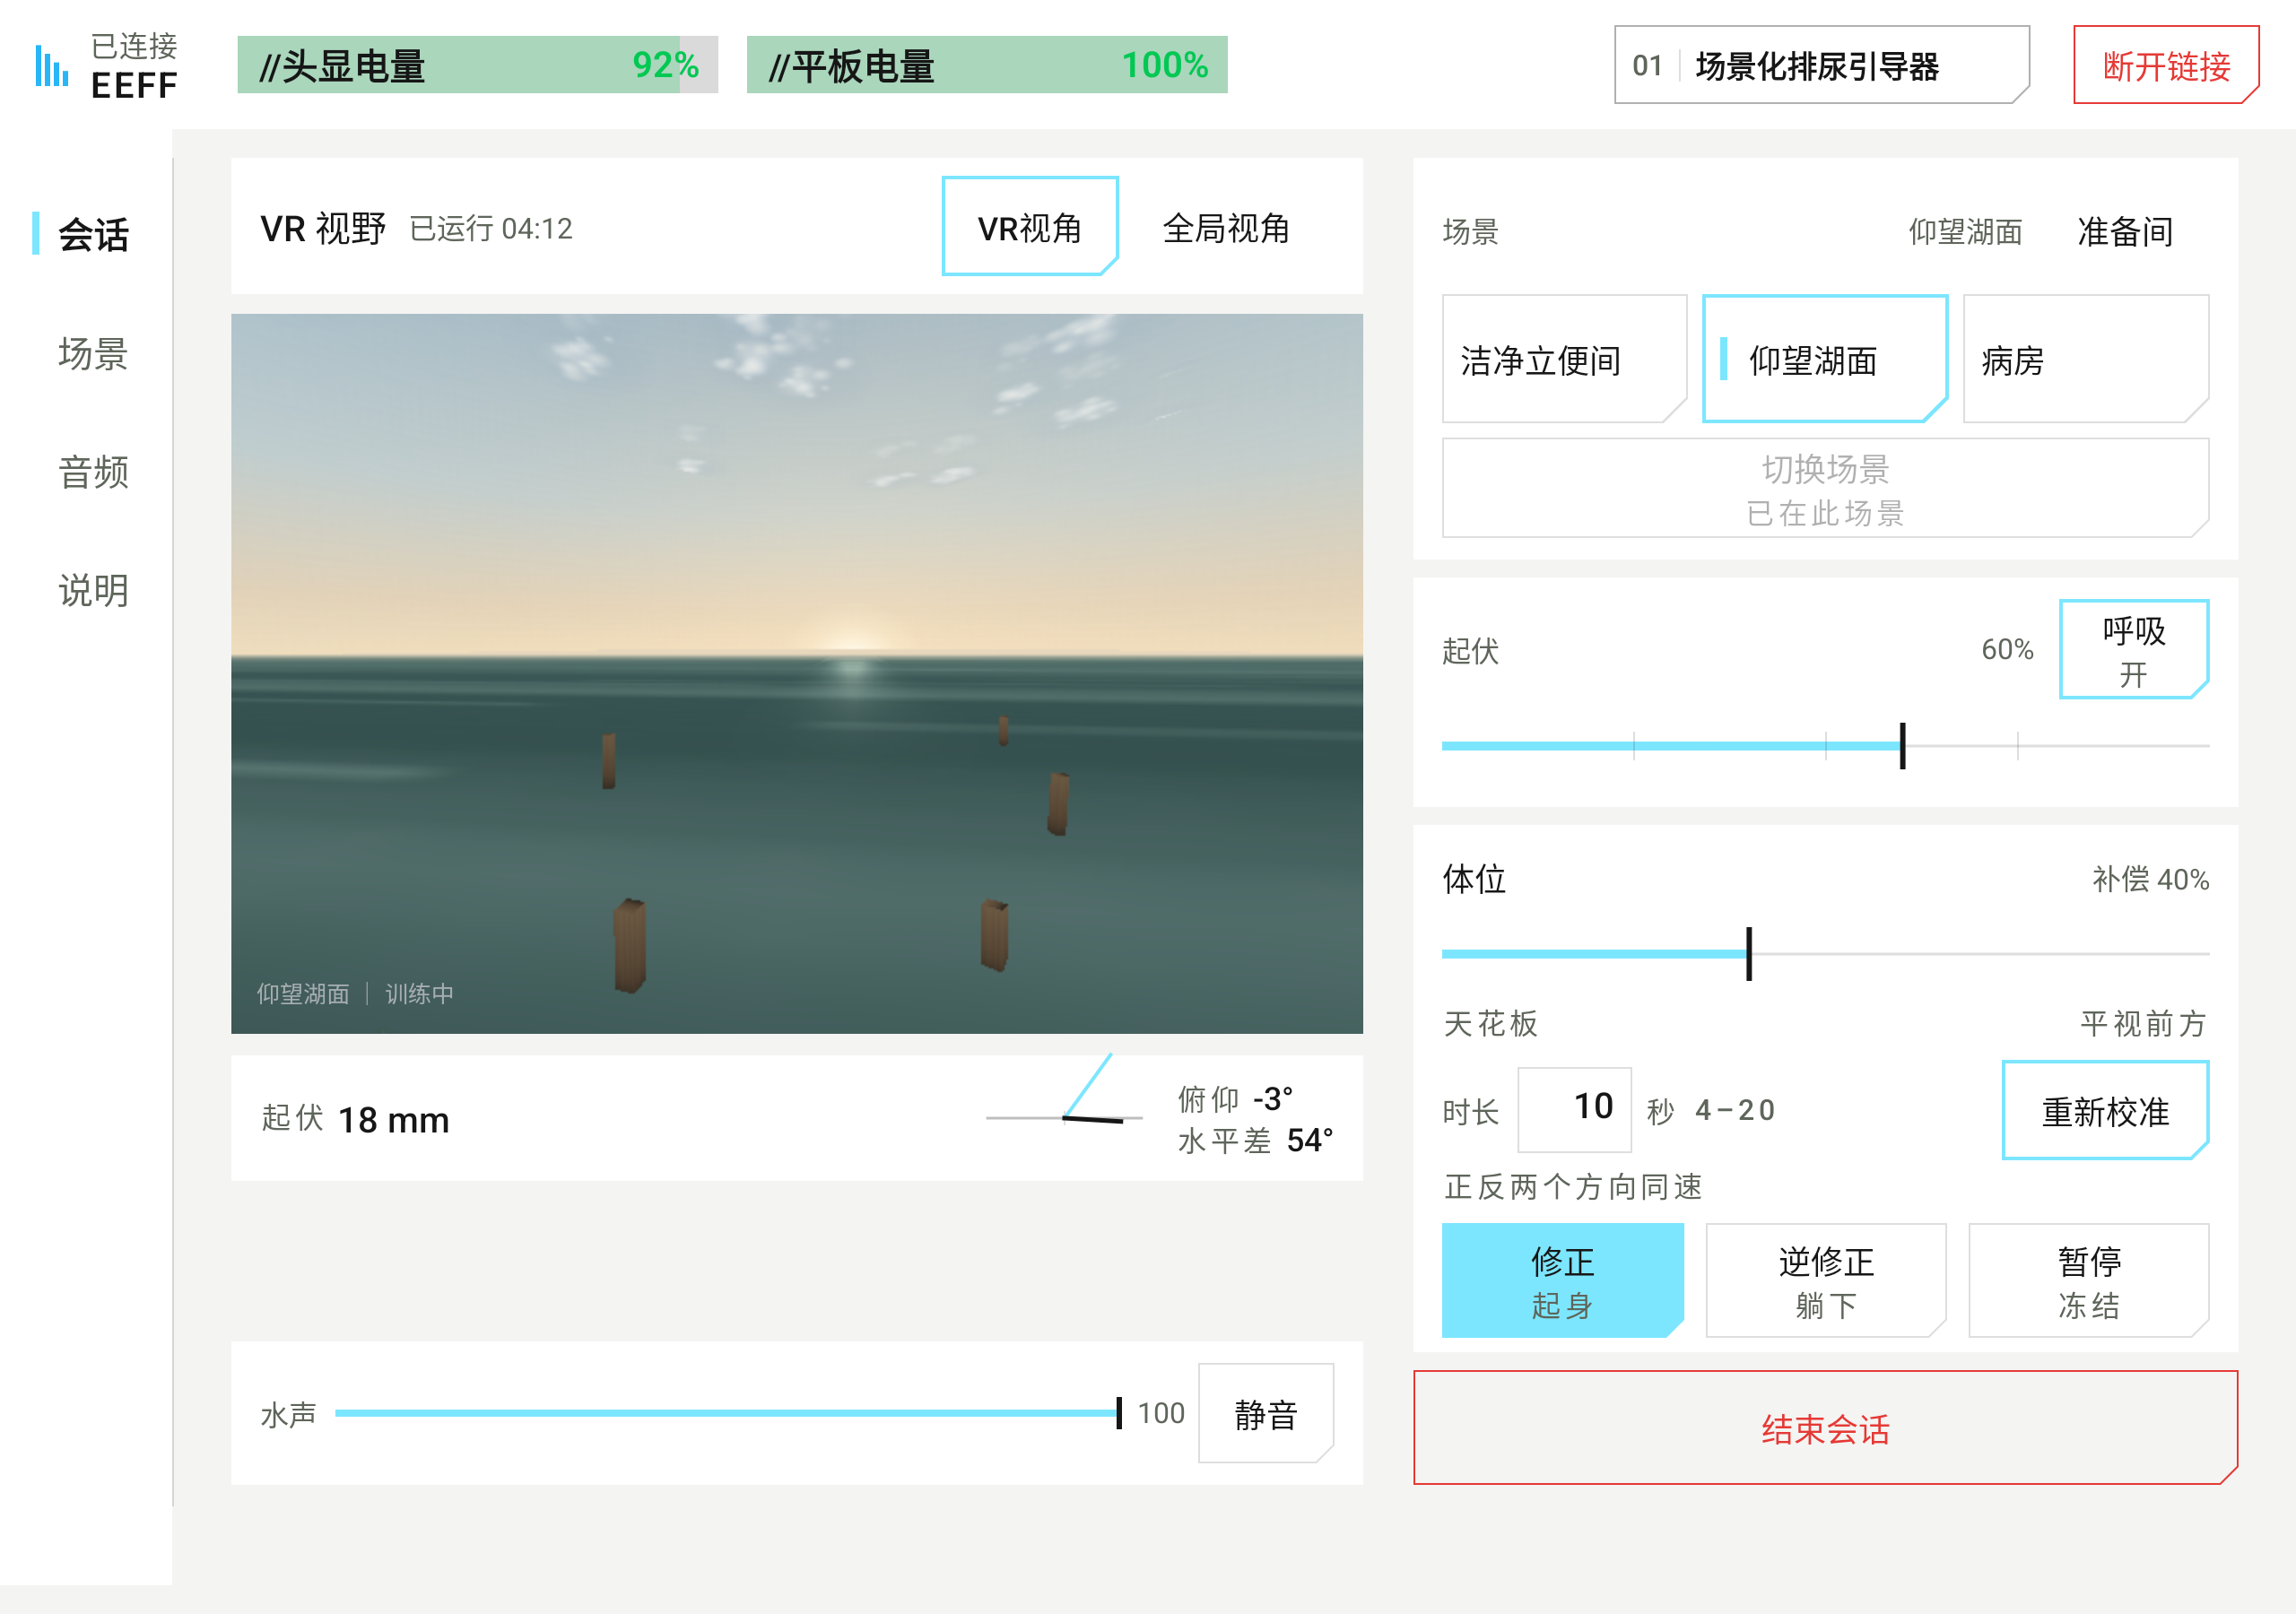 已连接
EEFF
//头显电量 92%
//平板电量 100%
01 场景化排尿引导器
断开链接
会话
场景
音频
说明
VR 视野 已运行 04:12
VR视角
全局视角
仰望湖面 训练中
起伏 18 mm
俯仰 -3°
水平差 54°
水声 100 静音
场景 仰望湖面 准备间
洁净立便间
仰望湖面
病房
切换场景
已在此场景
起伏 60%
呼吸
开
体位 补偿 40%
天花板 平视前方
时长 10 秒 4–20
重新校准
正反两个方向同速
修正
起身
逆修正
躺下
暂停
冻结
结束会话